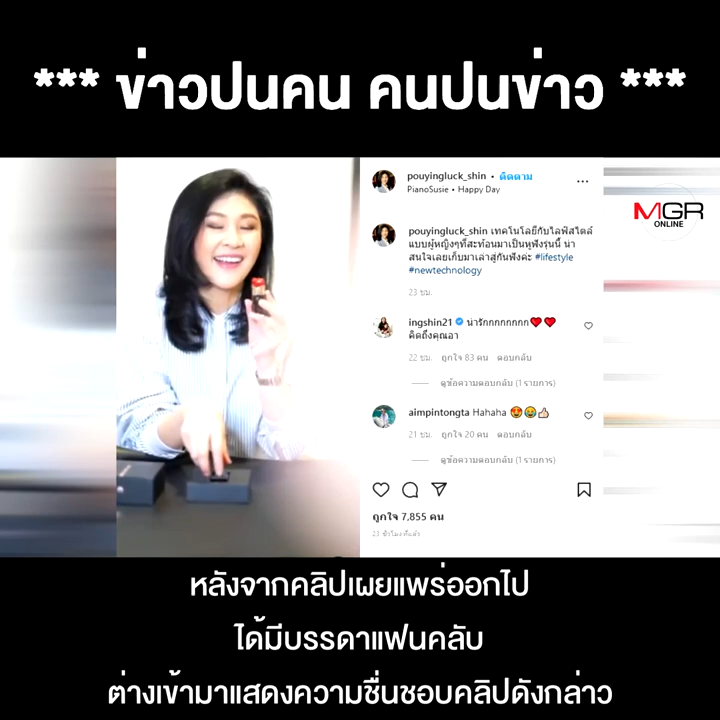 *** ข่าวปนคน คนปนข่าว ***
pouyingluck_shin • ติดตาม
PianoSusie • Happy Day
MGR
ONLINE
pouyingluck_shin เทคโนโลยีกับไลฟ์สไตล์
แบบผู้หญิงๆที่สะท้อนมาเป็นหูฟังรุ่นนี้ น่า
สนใจเลยเก็บมาเล่าสู่กันฟังค่ะ #lifestyle
#newtechnology
23 ชม.
ingshin21 น่ารักกกกกกกก❤️❤️
คิดถึงคุณอา
22 ชม. ถูกใจ 83 คน ตอบกลับ
ดูข้อความตอบกลับ (1 รายการ)
aimpintongta Hahaha 😍😂👍🏻
21 ชม. ถูกใจ 20 คน ตอบกลับ
ดูข้อความตอบกลับ (1 รายการ)
ถูกใจ 7,855 คน
23 ชั่วโมงที่แล้ว
หลังจากคลิปเผยแพร่ออกไป
ได้มีบรรดาแฟนคลับ
ต่างเข้ามาแสดงความชื่นชอบคลิปดังกล่าว